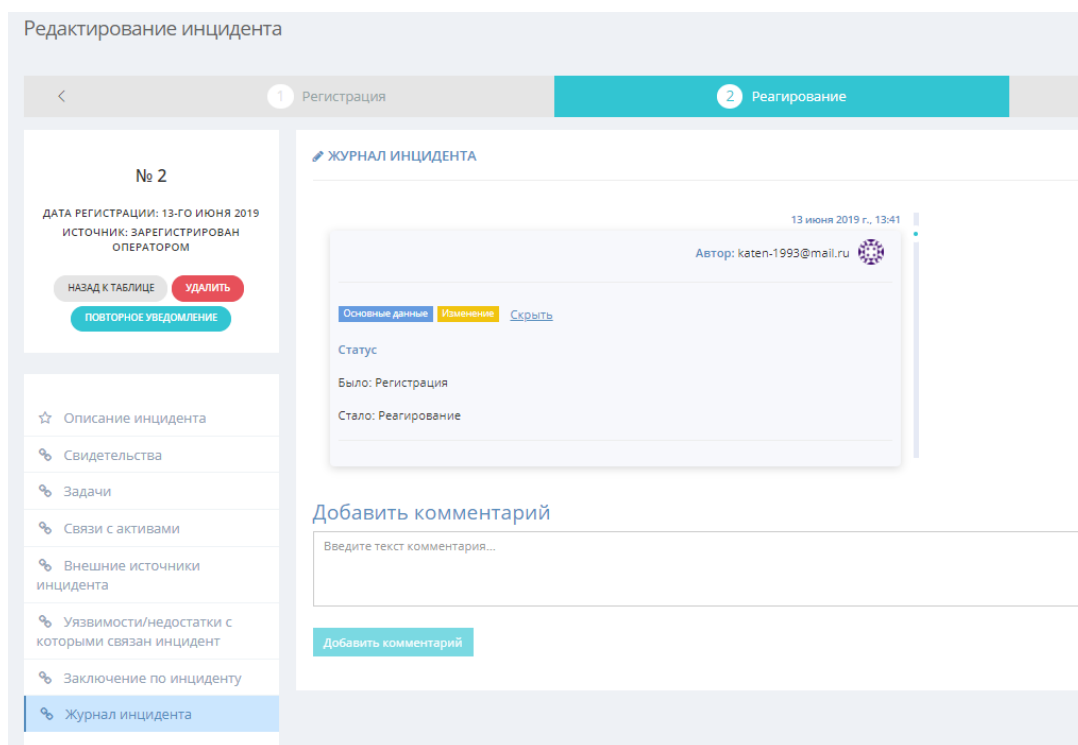 Редактирование инцидента
1 Регистрация
2 Реагирование
№ 2
ДАТА РЕГИСТРАЦИИ: 13-ГО ИЮНЯ 2019
ИСТОЧНИК: ЗАРЕГИСТРИРОВАН
ОПЕРАТОРОМ
НАЗАД К ТАБЛИЦЕ
УДАЛИТЬ
ПОВТОРНОЕ УВЕДОМЛЕНИЕ
Описание инцидента
Свидетельства
Задачи
Связи с активами
Внешние источники
инцидента
Уязвимости/недостатки с
которыми связан инцидент
Заключение по инциденту
Журнал инцидента
ЖУРНАЛ ИНЦИДЕНТА
13 июня 2019 г., 13:41
Автор: katen-1993@mail.ru
Основные данные Изменение Скрыть
Статус
Было: Регистрация
Стало: Реагирование
Добавить комментарий
Введите текст комментария...
Добавить комментарий